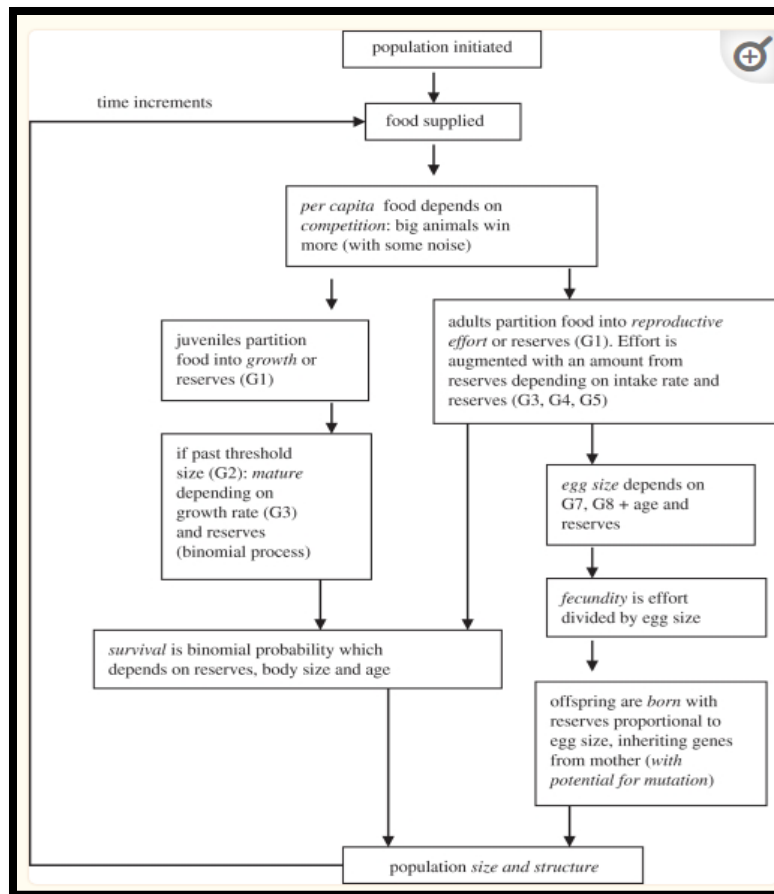 population initiated
time increments
food supplied
per capita food depends on
competition: big animals win
more (with some noise)
juveniles partition
food into growth or
reserves (G1)
adults partition food into reproductive
effort or reserves (G1). Effort is
augmented with an amount from
reserves depending on intake rate and
reserves (G3, G4, G5)
if past threshold
size (G2): mature
depending on
growth rate (G3)
and reserves
(binomial process)
egg size depends on
G7, G8 + age and
reserves
fecundity is effort
divided by egg size
survival is binomial probability which
depends on reserves, body size and age
offspring are born with
reserves proportional to
egg size, inheriting genes
from mother (with
potential for mutation)
population size and structure